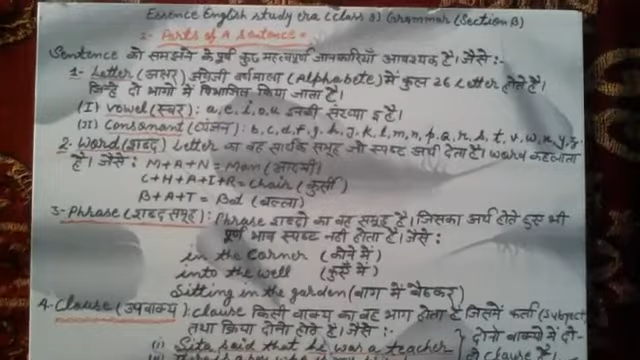 Essence English study era (Class 8) Grammar (Section B)
2- Parts of A Sentence =
Sentence को समझने के पूर्व कुछ महत्वपूर्ण जानकारियाँ आवश्यक हैं। जैसे :-
1- Letter (अक्षर) अंग्रेजी वर्णमाला (Alphabete) में कुल 26 Letter होते हैं।
जिन्हे दो भागो में विभाजित किया जाता है।
(I) Vowel (स्वर) : a, e, i, o, u इनकी संख्या 5 है।
(II) Consonant (व्यंजन) : b, c, d, f, g, h, j, k, l, m, n, p, q, r, s, t, v, w, x, y, z.
2. Word (शब्द) Letter का वह सार्थक समूह जो स्पष्ट अर्थ देता है। Word कहलाता
है। जैसे : M+A+N = Man (आदमी)
C+H+A+I+R = Chair (कुर्सी)
B+A+T = Bat (बल्ला)
3- Phrase (शब्द समूह) : Phrase शब्दो का वह समूह है। जिसका अर्थ होते हुए भी
पूर्ण भाव स्पष्ट नहीं होता है। जैसे :
in the Corner (कोने में)
into the well (कुएँ में)
Sitting in the garden (बाग में बैठकर)
4- Clause (उपवाक्य) : Clause किसी वाक्य का वह भाग होता है जिसमें कर्ता (Subject)
तथा क्रिया दोनो होते है। जैसे :-
(i) Sita said that he was a teacher } दोनो वाक्यो में दो-